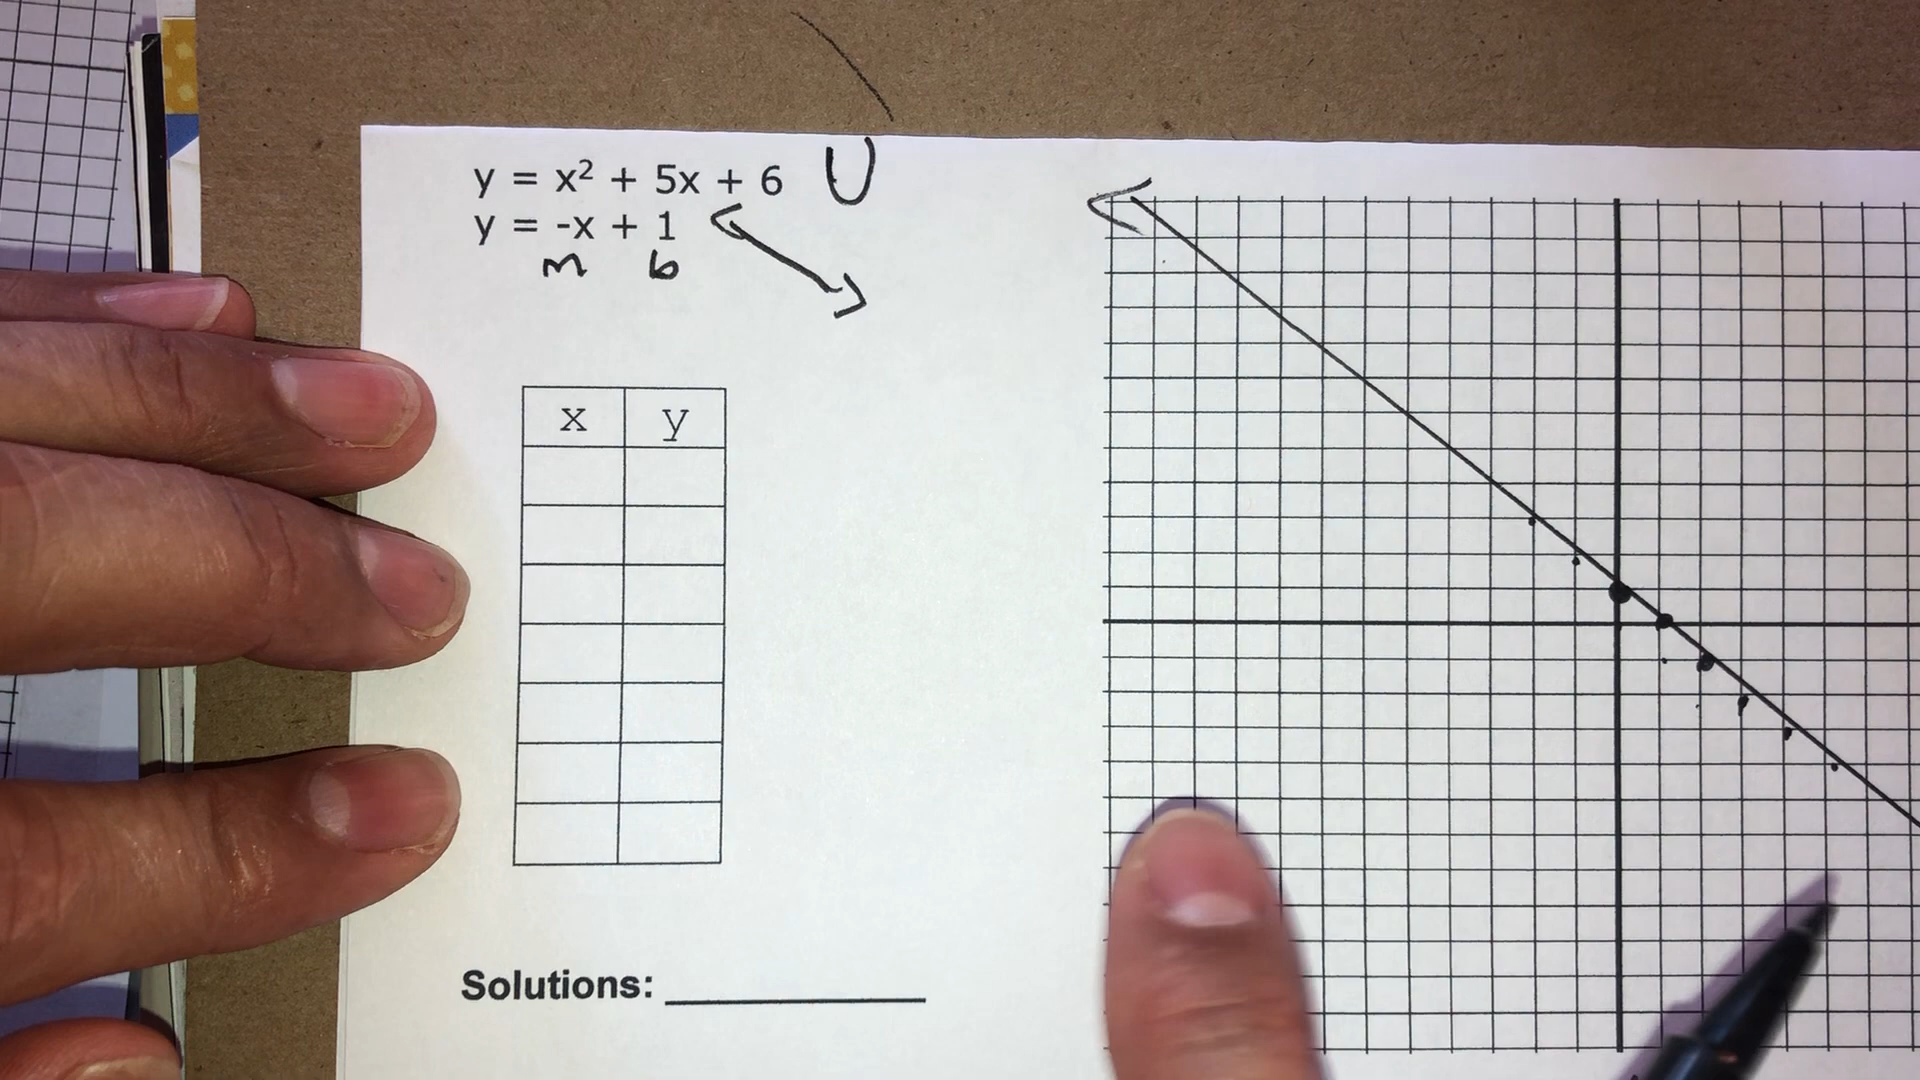 y = x² + 5x + 6
y = -x + 1
m b
x y
Solutions: